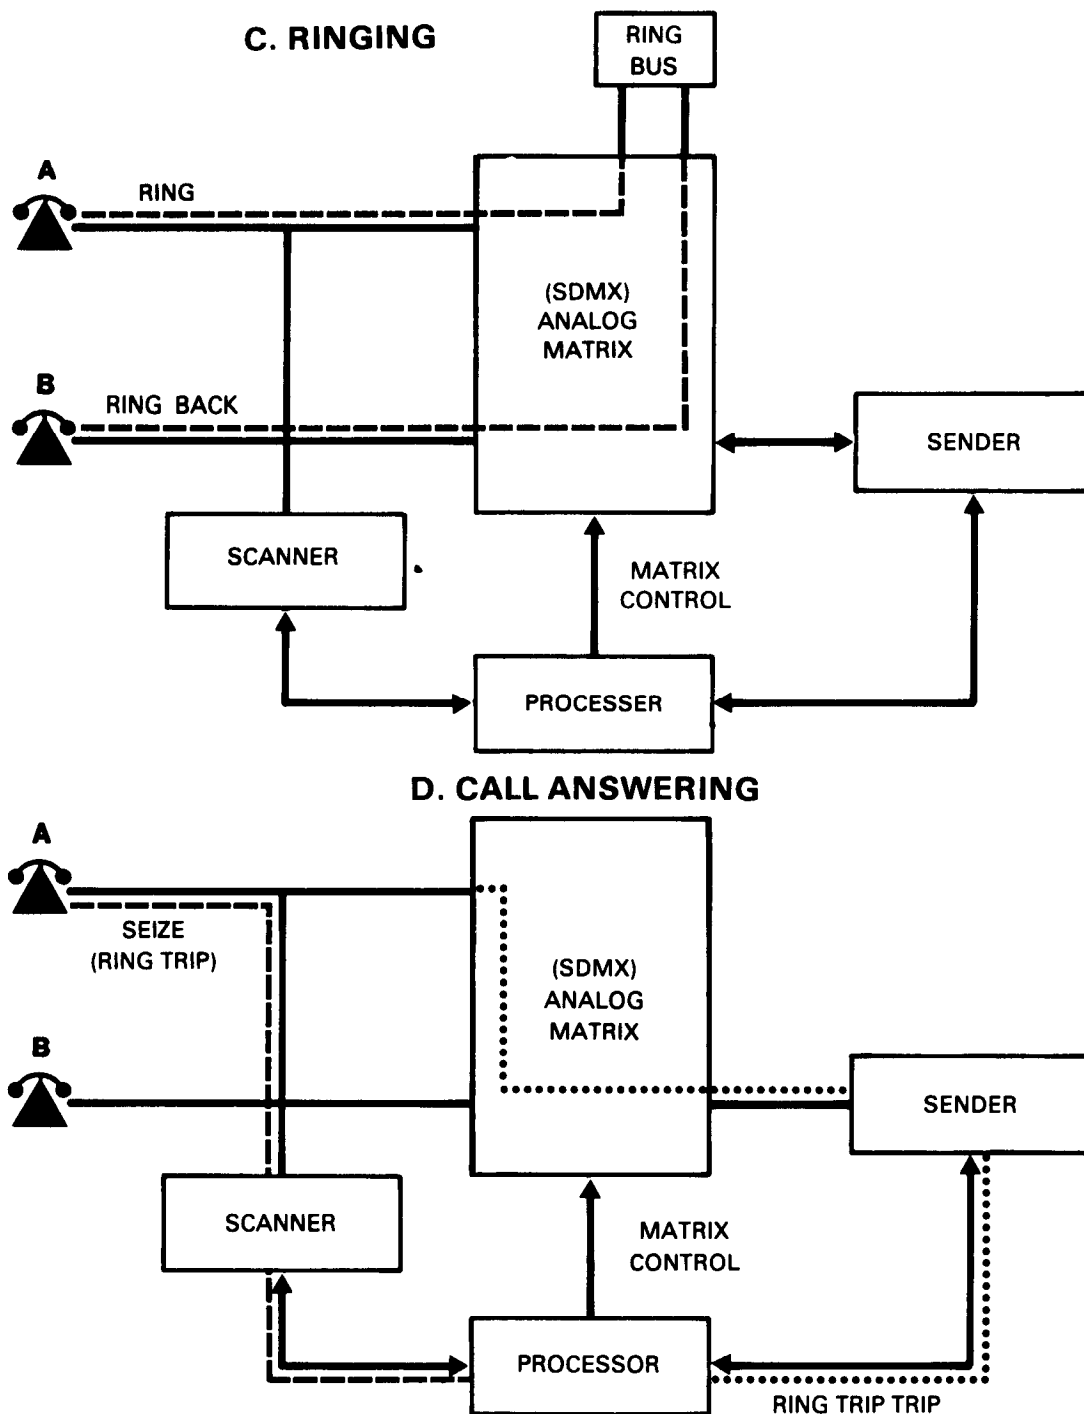 C. RINGING
RING
BUS
A
RING
(SDMX)
ANALOG
MATRIX
B
RING BACK
SENDER
SCANNER
MATRIX
CONTROL
PROCESSER
D. CALL ANSWERING
A
SEIZE
(RING TRIP)
(SDMX)
ANALOG
MATRIX
B
SENDER
SCANNER
MATRIX
CONTROL
PROCESSOR
RING TRIP TRIP